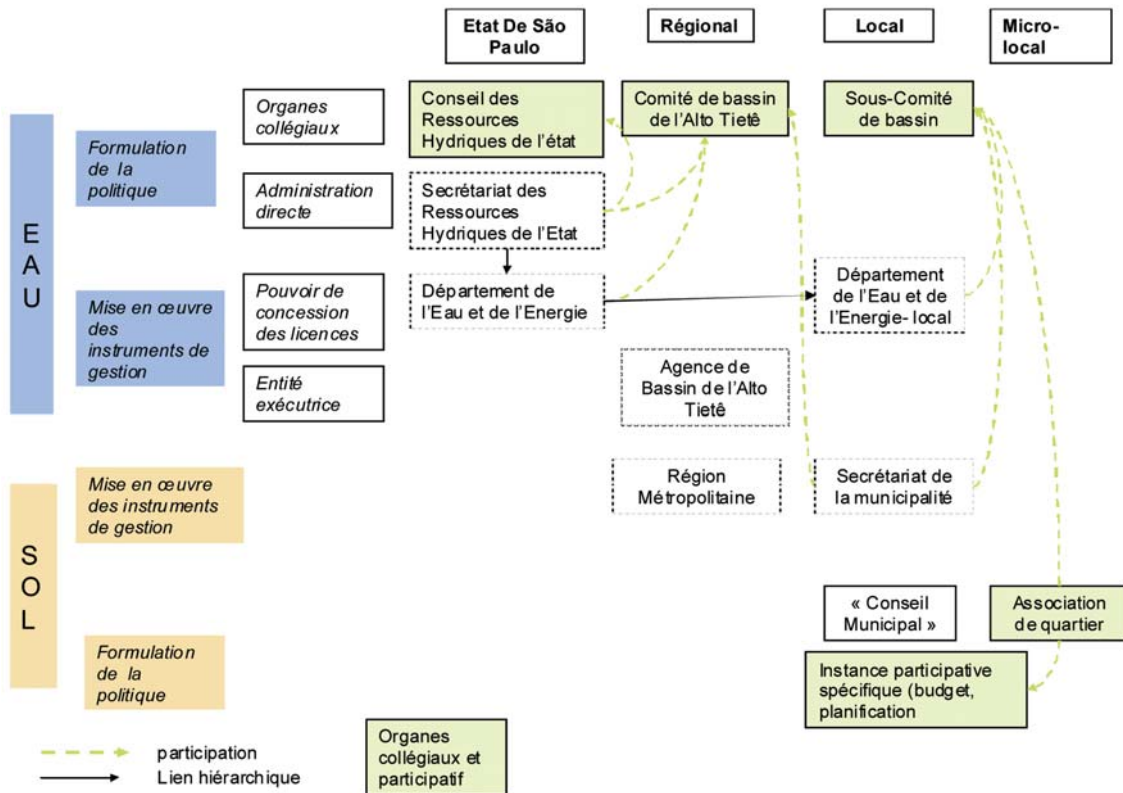 Etat De São
Paulo
Régional
Local
Micro-
local
EAU
Formulation
de la
politique
Organes
collégiaux
Conseil des
Ressources
Hydriques de l'état
Comité de bassin
de l'Alto Tietê
Sous-Comité
de bassin
Administration
directe
Secrétariat des
Ressources
Hydriques de l'Etat
Mise en œuvre
des
instruments de
gestion
Pouvoir de
concession
des licences
Département de
l'Eau et de l'Energie
Département
de l'Eau et de
l'Energie- local
Entité
exécutrice
Agence de
Bassin de l'Alto
Tietê
SOL
Mise en œuvre
des instruments
de gestion
Région
Métropolitaine
Secrétariat de
la municipalité
« Conseil
Municipal »
Association
de quartier
Formulation
de la
politique
Instance participative
spécifique (budget,
planification
participation
Lien hiérarchique
Organes
collégiaux et
participatif